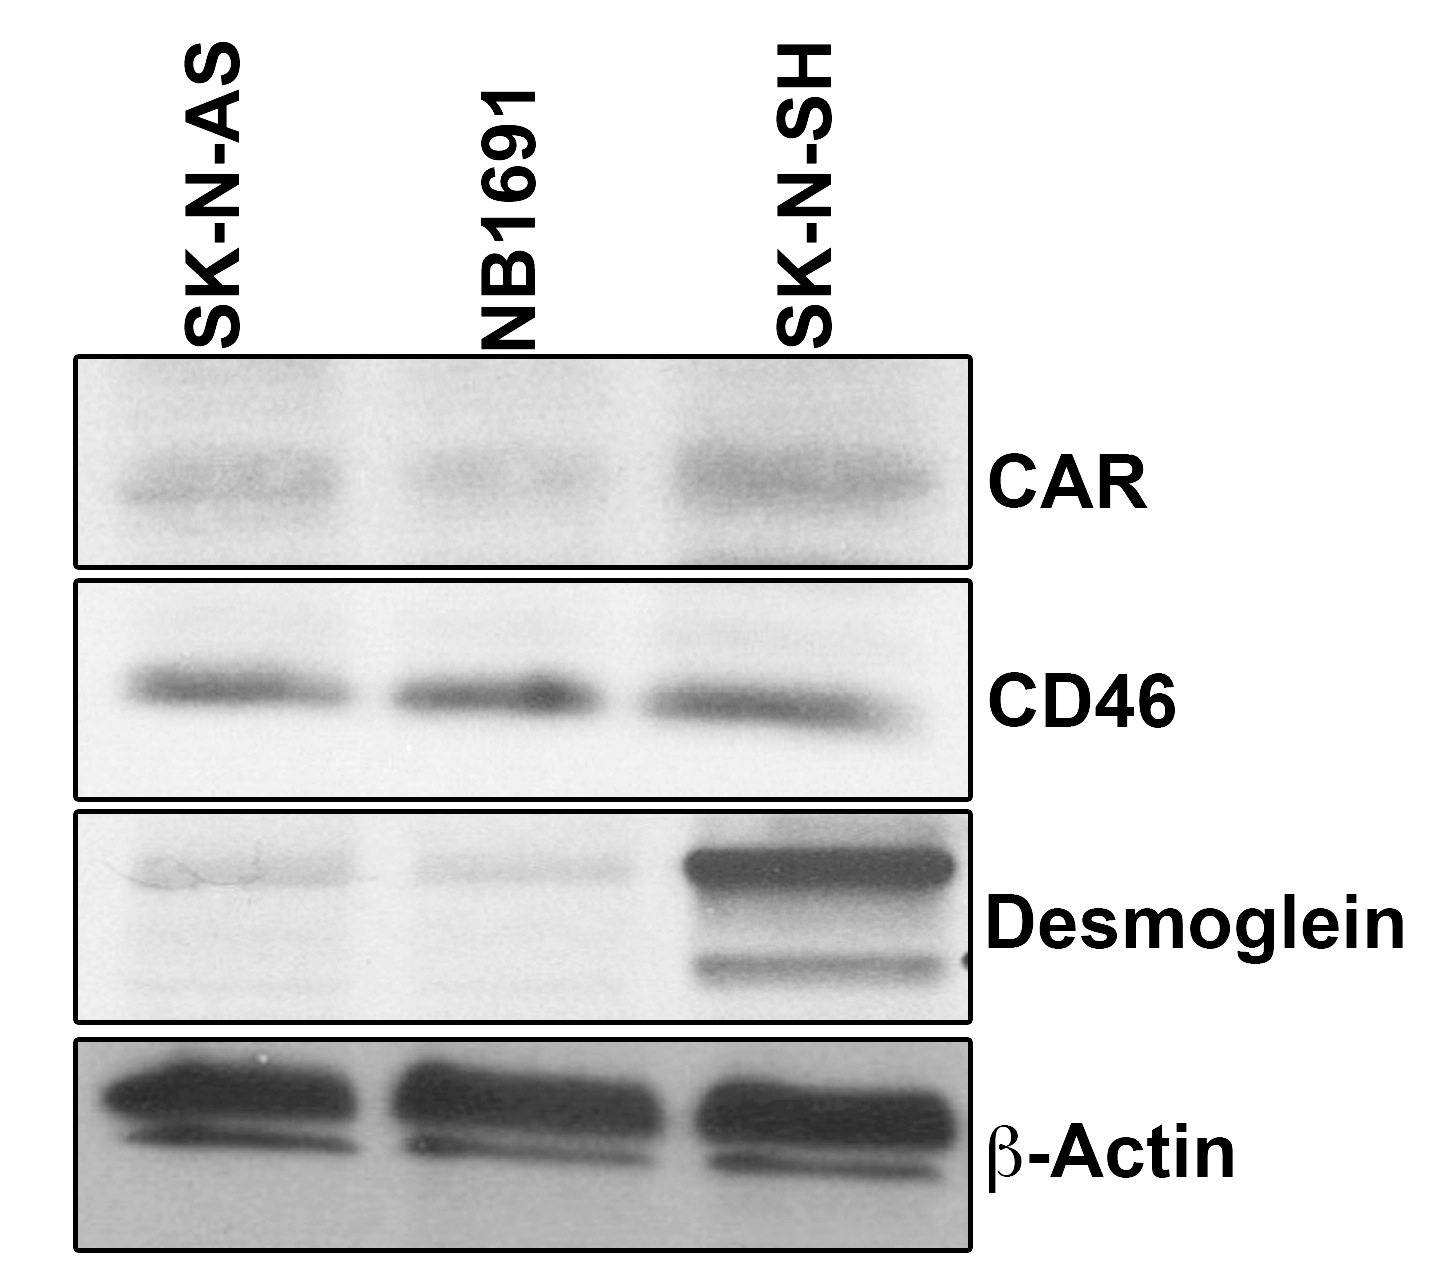 SK-N-AS
NB1691
SK-N-SH
CAR
CD46
Desmoglein
β-Actin